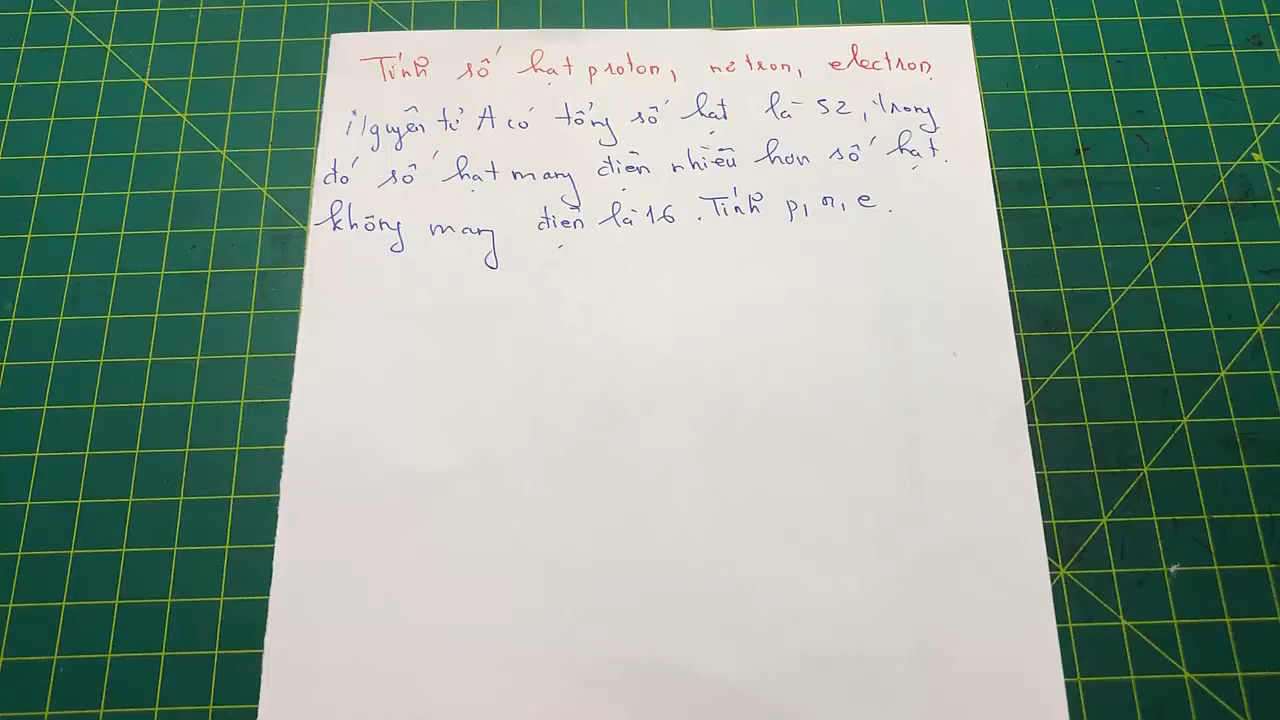 Tính số hạt proton, nơtron, electron
Nguyên tử A có tổng số hạt là 52, trong
đó số hạt mang điện nhiều hơn số hạt
không mang điện là 16. Tính p, n, e.